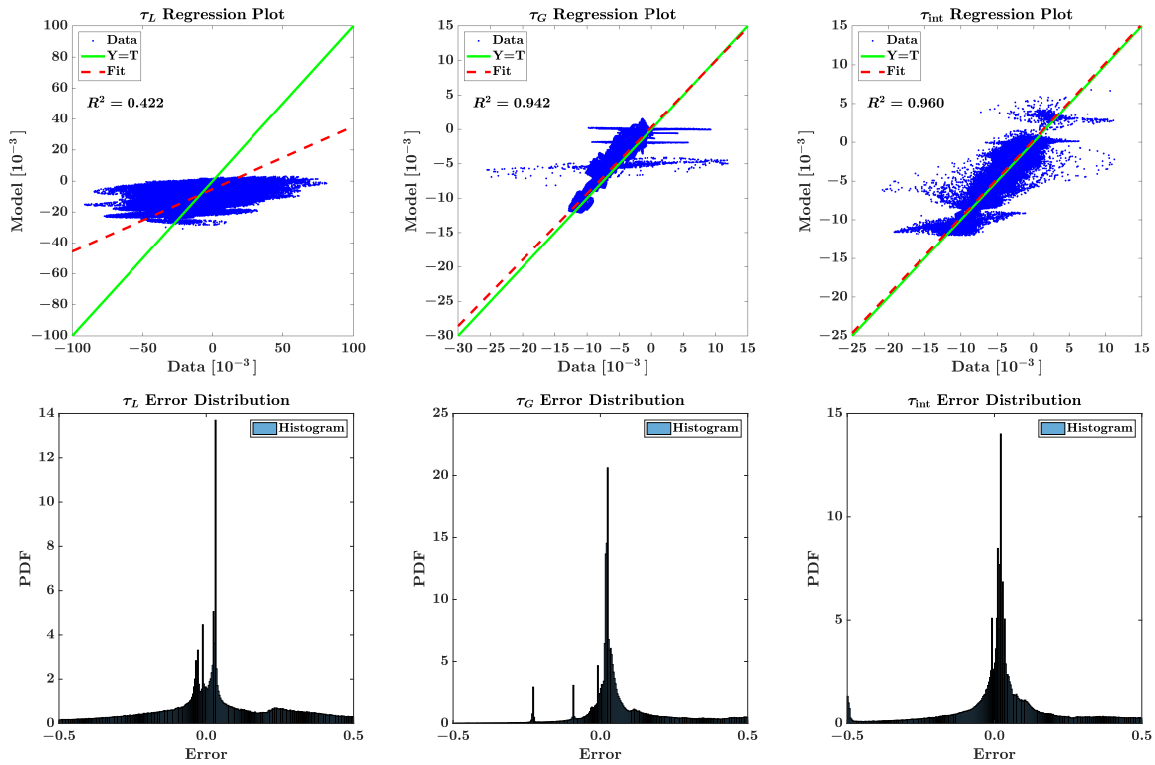 τ_L Regression Plot
100
80
60
40
20
0
−20
−40
−60
−80
−100
Model [10^−3]
Data
Y=T
Fit
R² = 0.422
−100 −50 0 50 100
Data [10^−3]
τ_G Regression Plot
15
10
5
0
−5
−10
−15
−20
−25
−30
Model [10^−3]
Data
Y=T
Fit
R² = 0.942
−30 −25 −20 −15 −10 −5 0 5 10 15
Data [10^−3]
τ_int Regression Plot
15
10
5
0
−5
−10
−15
−20
−25
Model [10^−3]
Data
Y=T
Fit
R² = 0.960
−25 −20 −15 −10 −5 0 5 10 15
Data [10^−3]
τ_L Error Distribution
14
12
10
8
6
4
2
0
PDF
Histogram
−0.5 0.0 0.5
Error
τ_G Error Distribution
25
20
15
10
5
0
PDF
Histogram
−0.5 0.0 0.5
Error
τ_int Error Distribution
15
10
5
0
PDF
Histogram
−0.5 0.0 0.5
Error